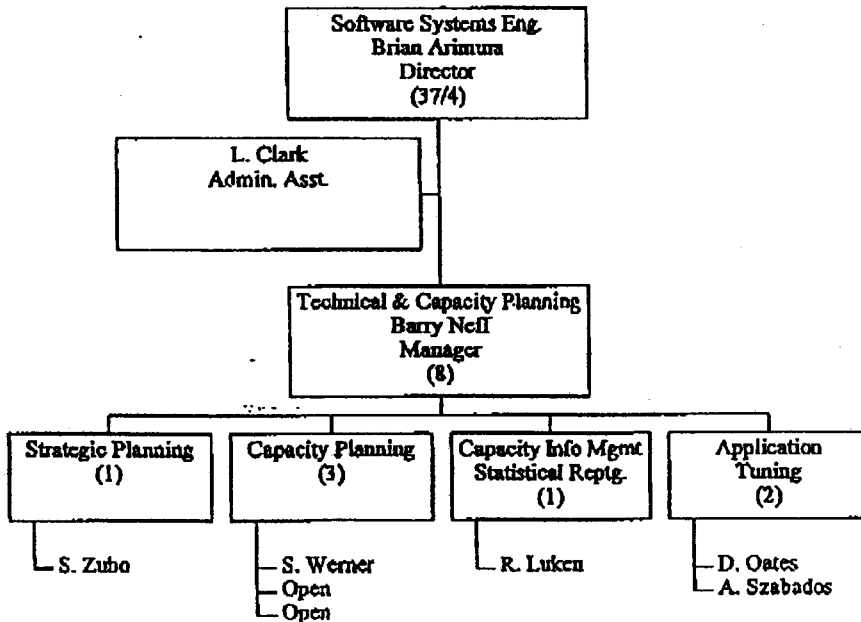 Software Systems Eng.
Brian Arimura
Director
(37/4)
L. Clark
Admin. Asst.
Technical & Capacity Planning
Barry Neff
Manager
(8)
Strategic Planning
(1)
Capacity Planning
(3)
Capacity Info Mgmt
Statistical Reptg.
(1)
Application
Tuning
(2)
S. Zubo
S. Werner
Open
Open
R. Luken
D. Oates
A. Szabados